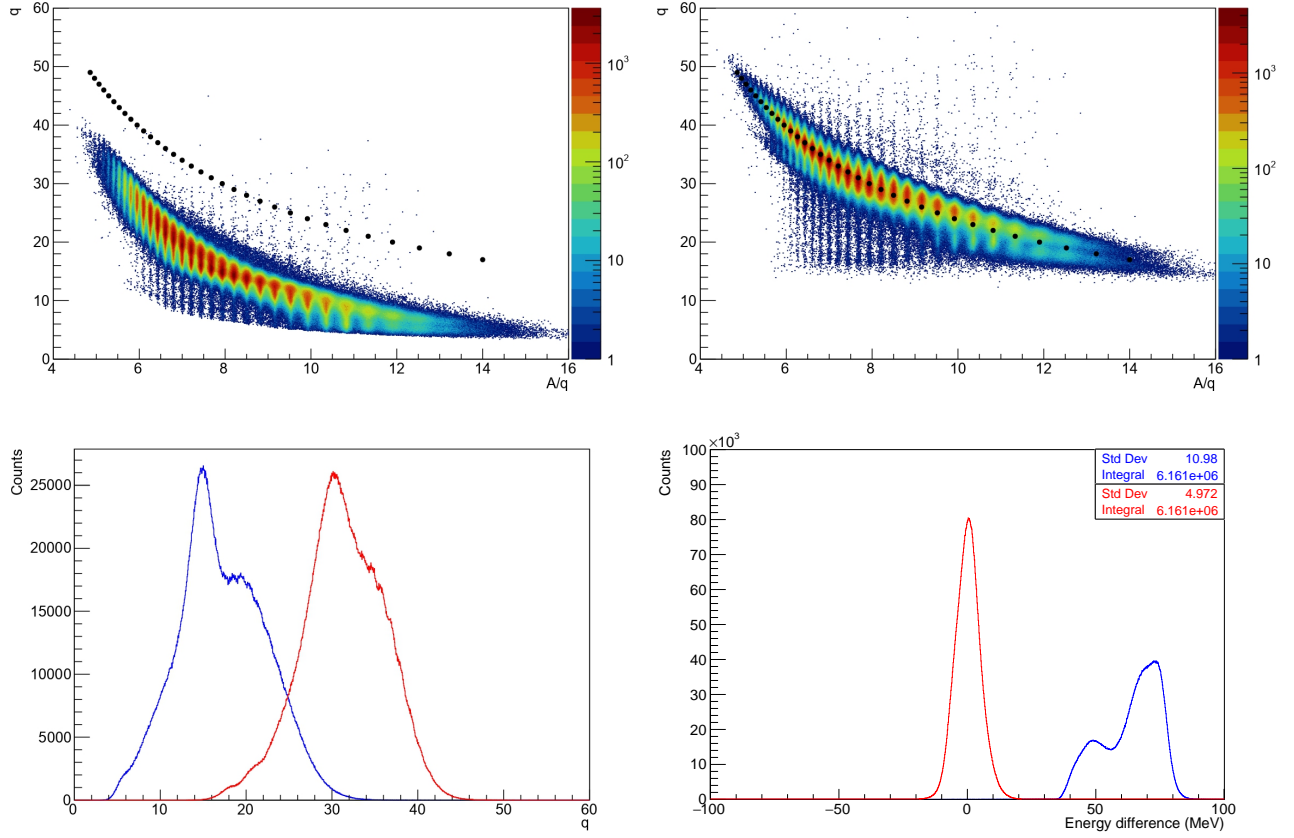 q
60
50
40
30
20
10
0
4 6 8 10 12 14 16
A/q
10³
10²
10
1
q
60
50
40
30
20
10
0
4 6 8 10 12 14 16
A/q
10³
10²
10
1
Counts
25000
20000
15000
10000
5000
0
0 10 20 30 40 50 60
q
Counts
×10³
100
90
80
70
60
50
40
30
20
10
0
−100 −50 0 50 100
Energy difference (MeV)
Std Dev 10.98
Integral 6.161e+06
Std Dev 4.972
Integral 6.161e+06